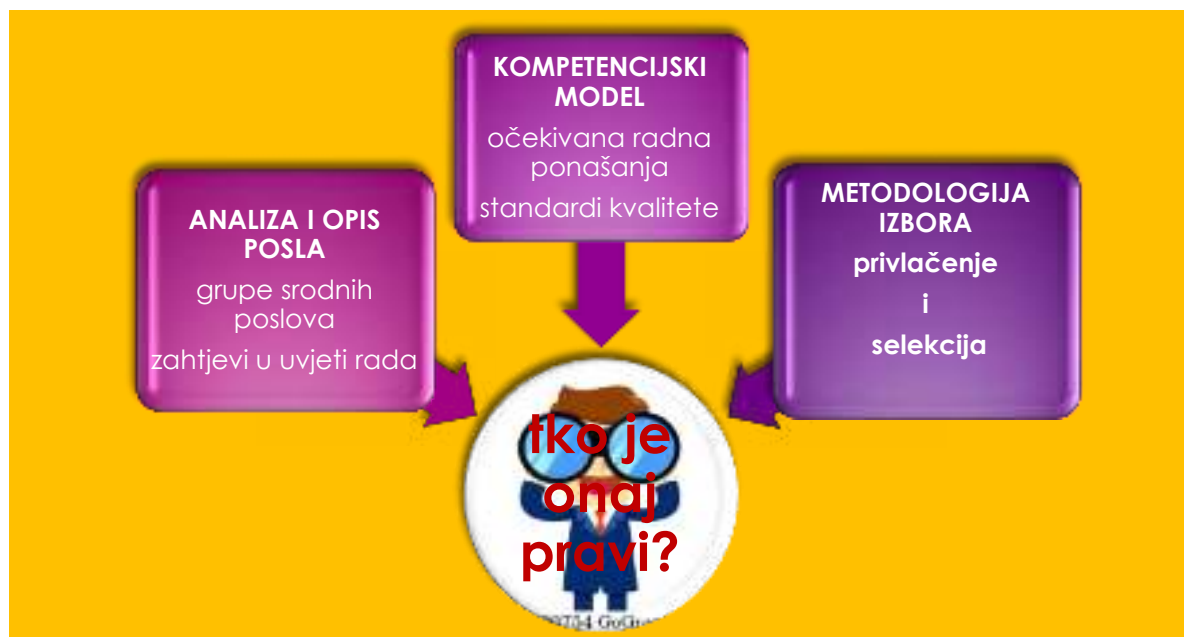 KOMPETENCIJSKI
MODEL
očekivana radna
ponašanja
standardi kvalitete
ANALIZA I OPIS
POSLA
grupe srodnih
poslova
zahtjevi u uvjeti rada
METODOLOGIJA
IZBORA
privlačenje
i
selekcija
tko je
onaj
pravi?